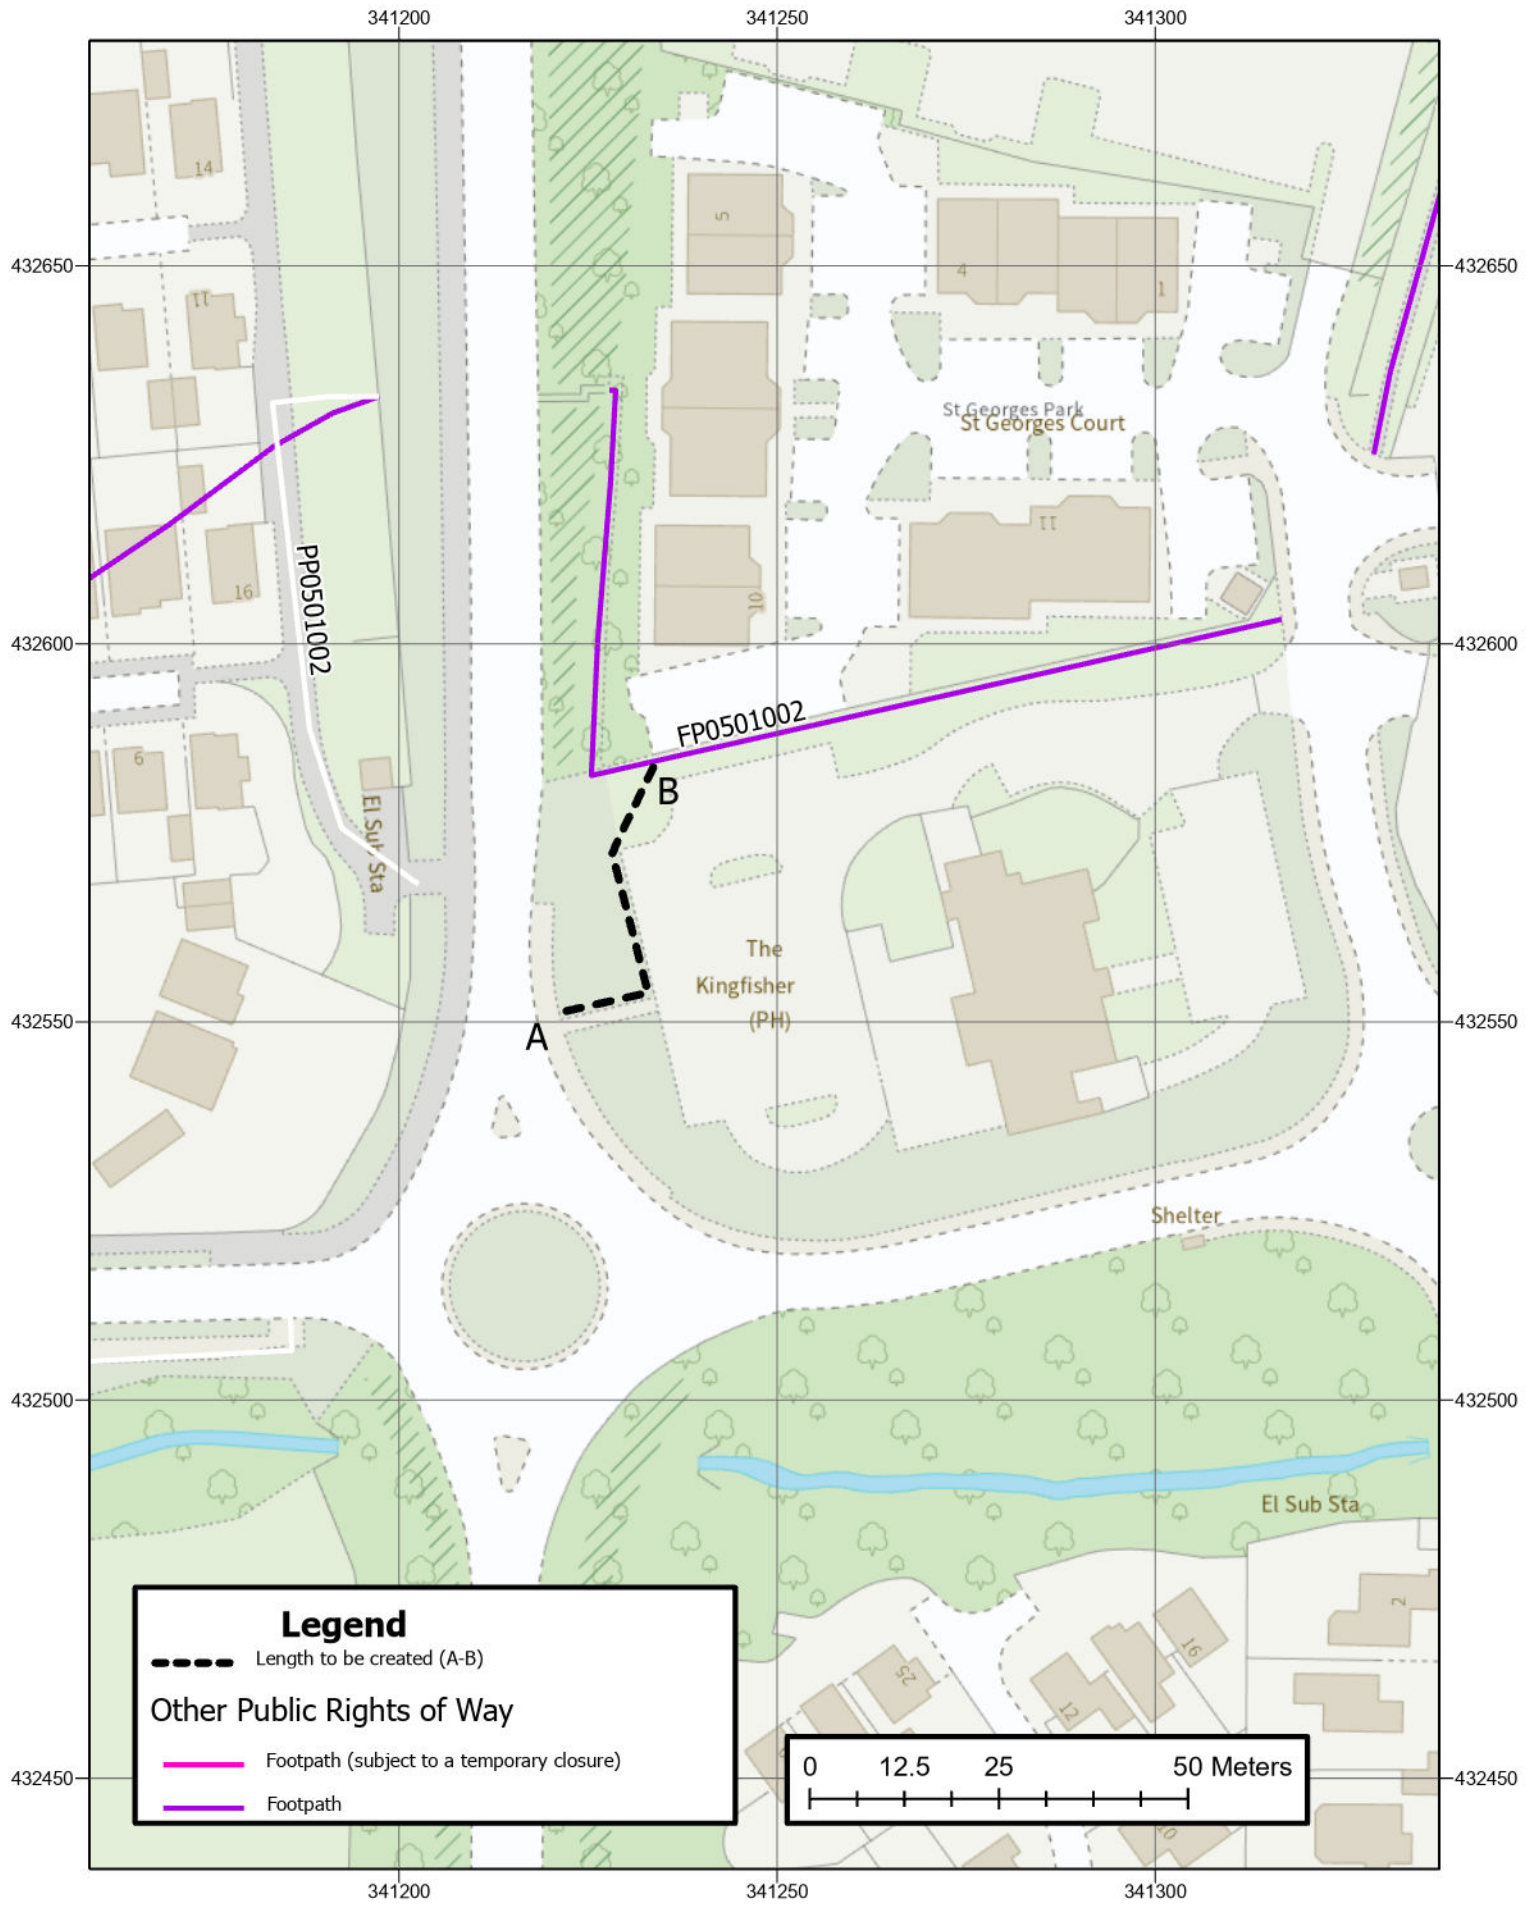 341200
341250
341300
14
5
432650
432650
4
1
11
St Georges Park
St Georges Court
11
16
10
PP0501002
432600
432600
FP0501002
6
B
El Sub Sta
The
Kingfisher
(PH)
432550
432550
A
Shelter
432500
432500
El Sub Sta
2
16
25
12
Legend
Length to be created (A-B)
Other Public Rights of Way
Footpath (subject to a temporary closure)
Footpath
0
12.5
25
50 Meters
432450
432450
10
341200
341250
341300